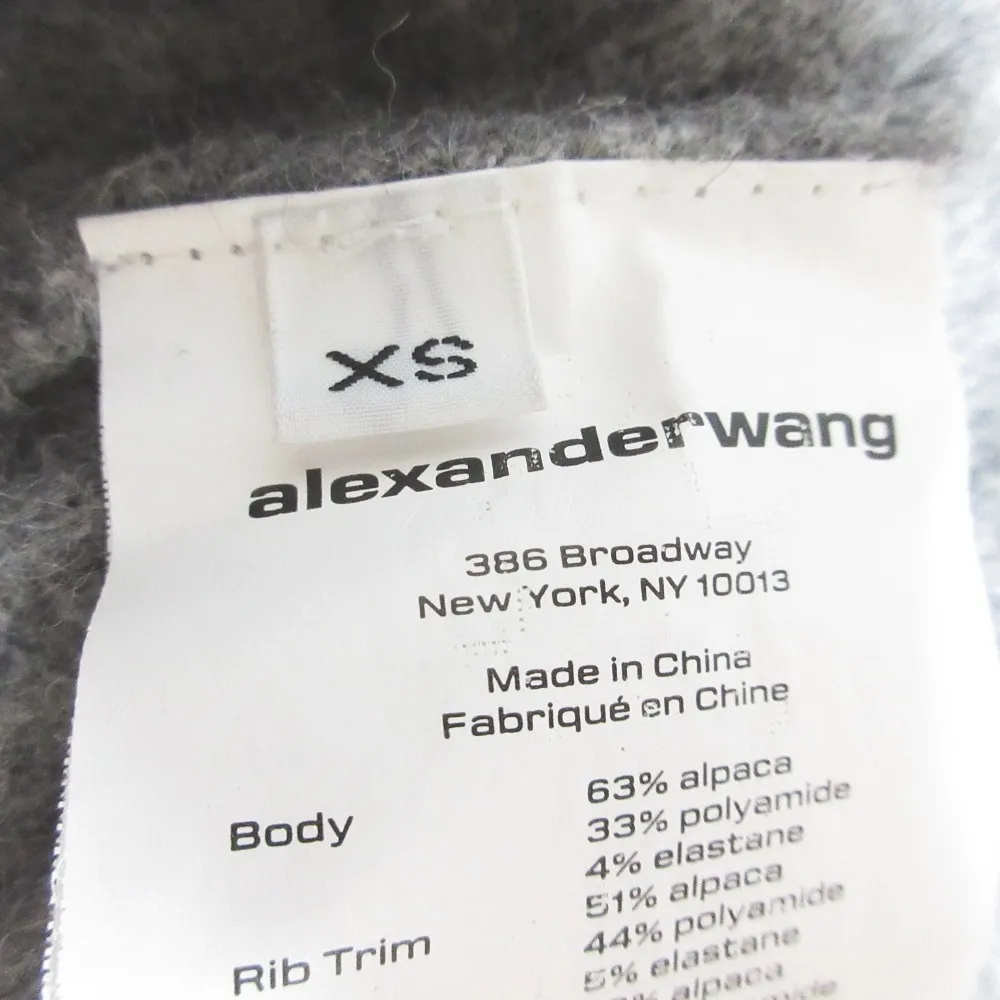 XS
alexanderwang
386 Broadway
New York, NY 10013
Made in China
Fabriqué en Chine
Body
63% alpaca
33% polyamide
4% elastane
Rib Trim
51% alpaca
44% polyamide
5% elastane
alpaca